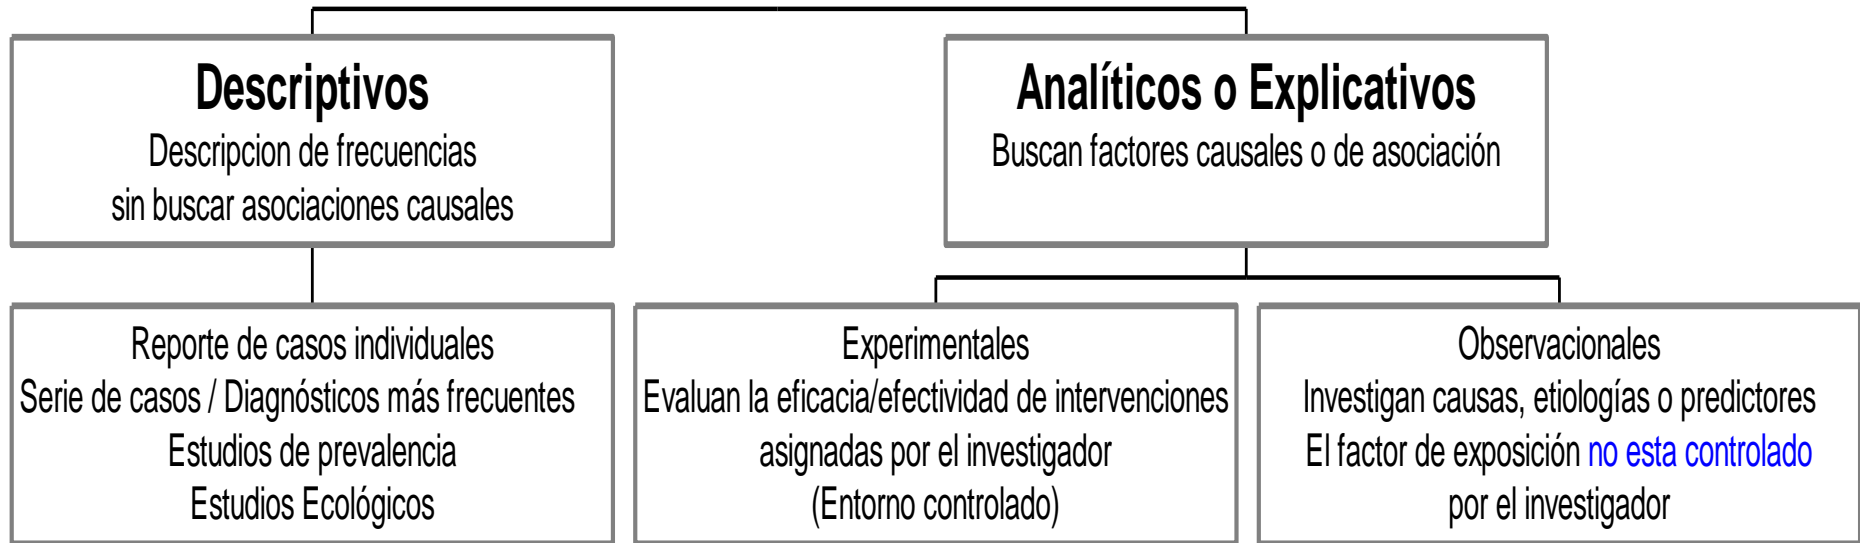 Descriptivos
Descripcion de frecuencias
sin buscar asociaciones causales
Analíticos o Explicativos
Buscan factores causales o de asociación
Reporte de casos individuales
Serie de casos / Diagnósticos más frecuentes
Estudios de prevalencia
Estudios Ecológicos
Experimentales
Evaluan la eficacia/efectividad de intervenciones
asignadas por el investigador
(Entorno controlado)
Observacionales
Investigan causas, etiologías o predictores
El factor de exposición no esta controlado
por el investigador